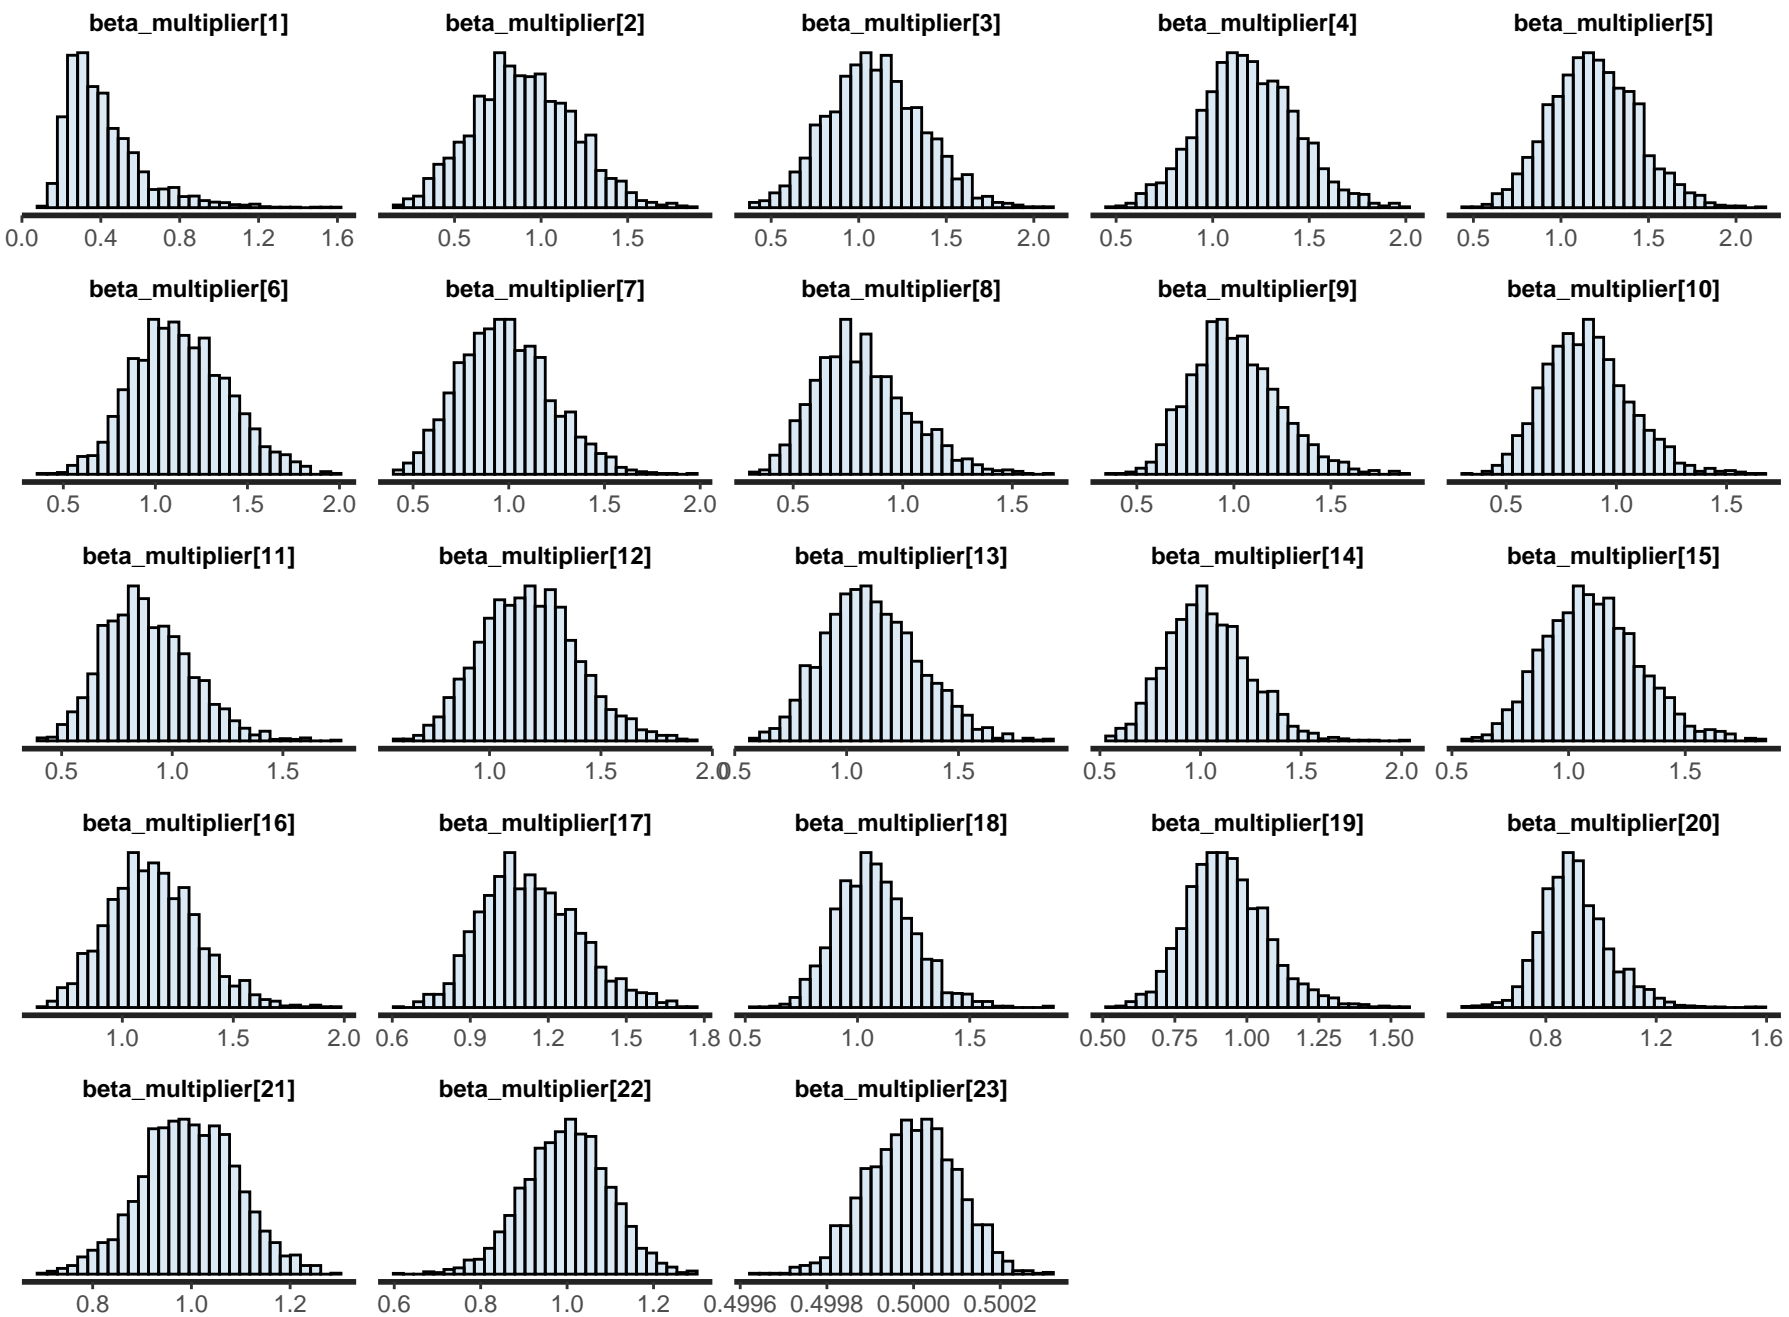 beta_multiplier[1] beta_multiplier[2] beta_multiplier[3] beta_multiplier[4] beta_multiplier[5]
0.0 0.4 0.8 1.2 1.6 0.5 1.0 1.5 0.5 1.0 1.5 2.0 0.5 1.0 1.5 2.0 0.5 1.0 1.5 2.0
beta_multiplier[6] beta_multiplier[7] beta_multiplier[8] beta_multiplier[9] beta_multiplier[10]
0.5 1.0 1.5 2.0 0.5 1.0 1.5 2.0 0.5 1.0 1.5 0.5 1.0 1.5 0.5 1.0 1.5
beta_multiplier[11] beta_multiplier[12] beta_multiplier[13] beta_multiplier[14] beta_multiplier[15]
0.5 1.0 1.5 1.0 1.5 2.0 0.5 1.0 1.5 0.5 1.0 1.5 2.0 0.5 1.0 1.5
beta_multiplier[16] beta_multiplier[17] beta_multiplier[18] beta_multiplier[19] beta_multiplier[20]
1.0 1.5 2.0 0.6 0.9 1.2 1.5 1.8 0.5 1.0 1.5 0.50 0.75 1.00 1.25 1.50 0.8 1.2 1.6
beta_multiplier[21] beta_multiplier[22] beta_multiplier[23]
0.8 1.0 1.2 0.6 0.8 1.0 1.2 0.4996 0.4998 0.5000 0.5002